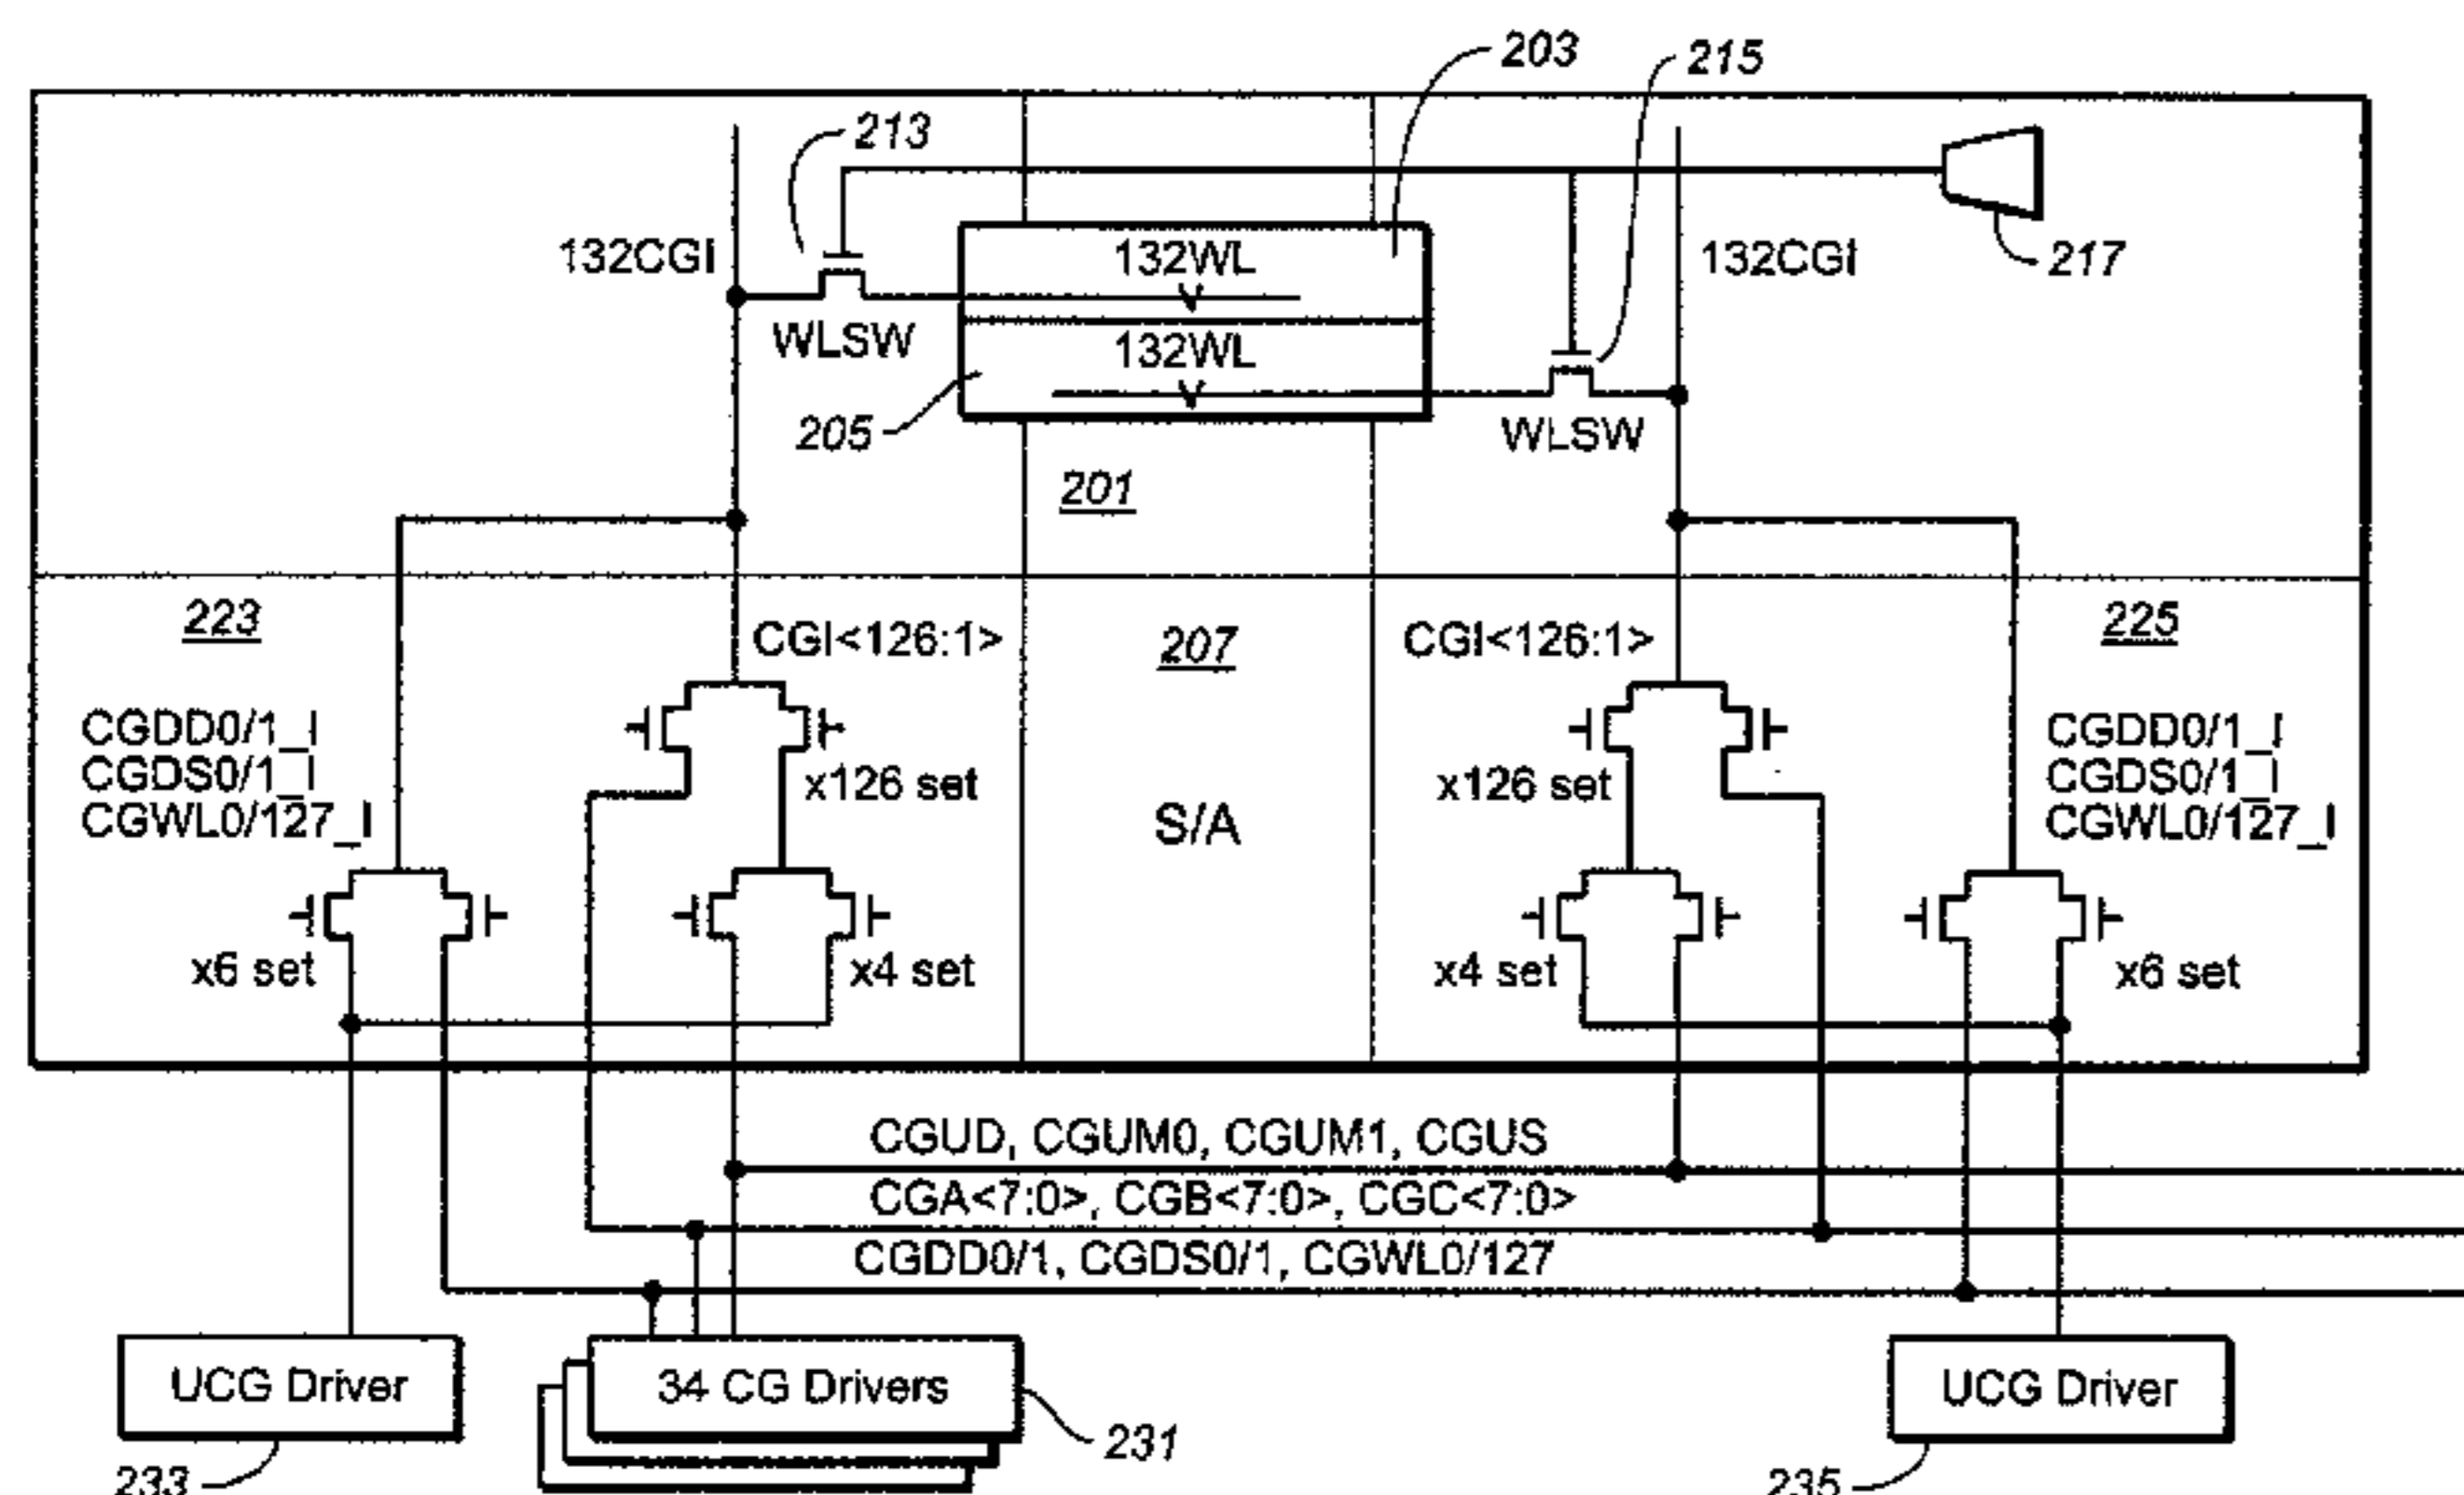 203
215
213
132CGI
132WL
132CGI
217
WLSW
132WL
205
WLSW
201
223
CGI<126:1>
207
CGI<126:1>
225
CGDD0/1_I
CGDS0/1_I
CGWL0/127_I
x126 set
S/A
x126 set
CGDD0/1_I
CGDS0/1_I
CGWL0/127_I
x6 set
x4 set
x4 set
x6 set
CGUD, CGUM0, CGUM1, CGUS
CGA<7:0>, CGB<7:0>, CGC<7:0>
CGDD0/1, CGDS0/1, CGWL0/127
UCG Driver
34 CG Drivers
UCG Driver
231
233
235